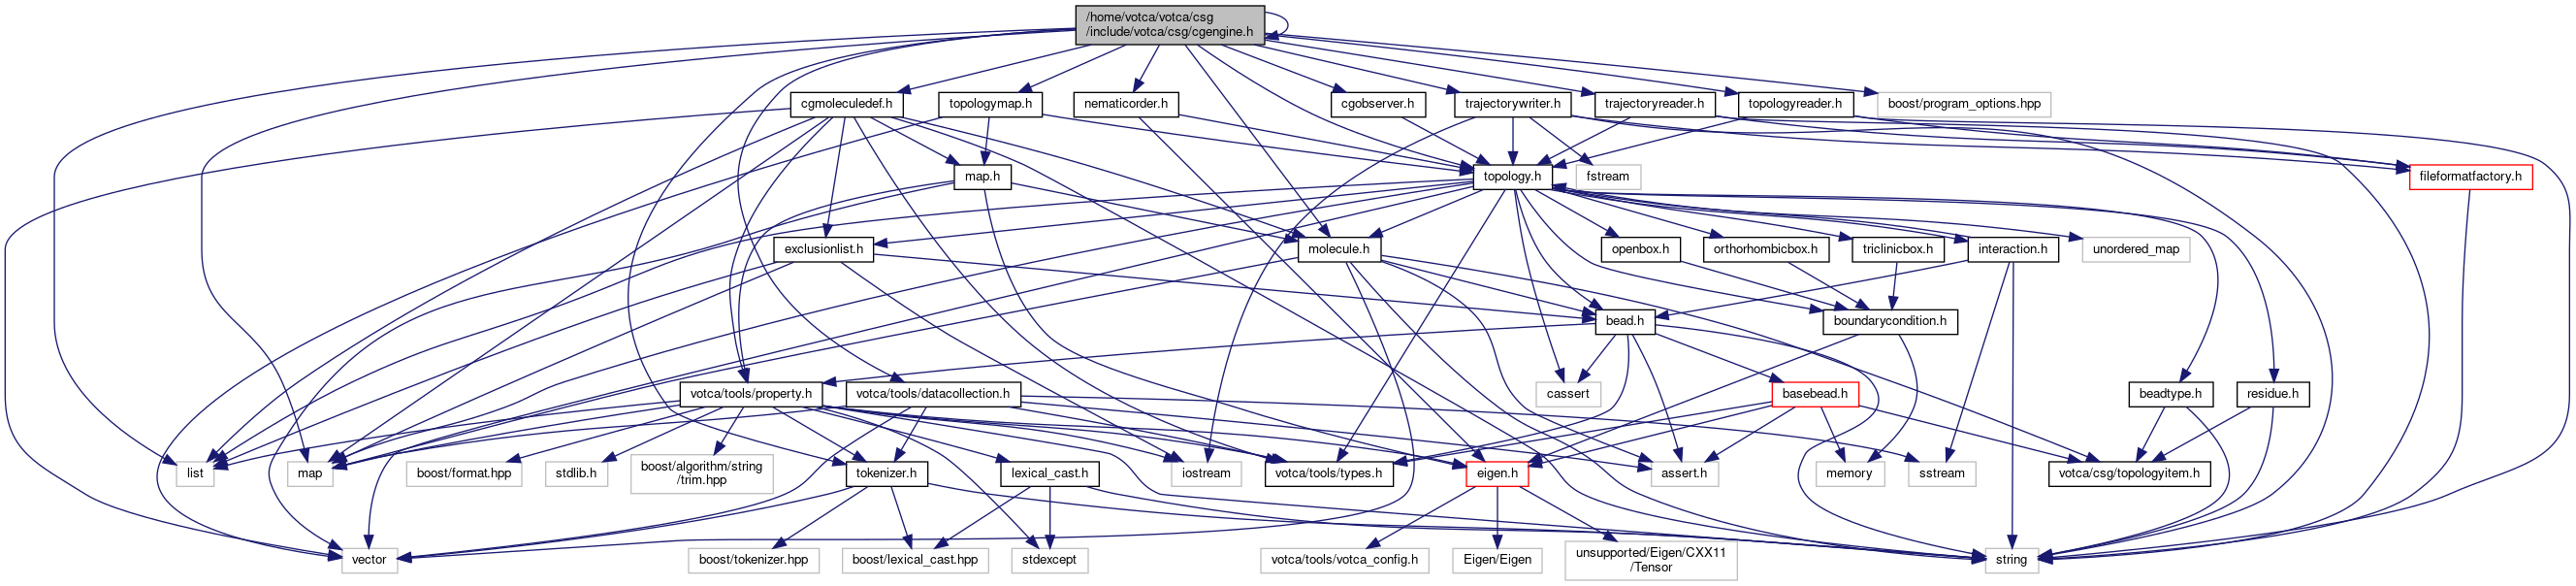 /home/votca/votca/csg
/include/votca/csg/cgengine.h
cgmoleculedef.h
topologymap.h
nematicorder.h
cgobserver.h
trajectorywriter.h
trajectoryreader.h
topologyreader.h
boost/program_options.hpp
map.h
topology.h
fstream
fileformatfactory.h
exclusionlist.h
molecule.h
openbox.h
orthorhombicbox.h
triclinicbox.h
interaction.h
unordered_map
bead.h
boundarycondition.h
votca/tools/property.h
votca/tools/datacollection.h
cassert
basebead.h
beadtype.h
residue.h
list
map
boost/format.hpp
stdlib.h
boost/algorithm/string
/trim.hpp
tokenizer.h
lexical_cast.h
iostream
votca/tools/types.h
eigen.h
assert.h
memory
sstream
votca/csg/topologyitem.h
vector
boost/tokenizer.hpp
boost/lexical_cast.hpp
stdexcept
votca/tools/votca_config.h
Eigen/Eigen
unsupported/Eigen/CXX11
/Tensor
string